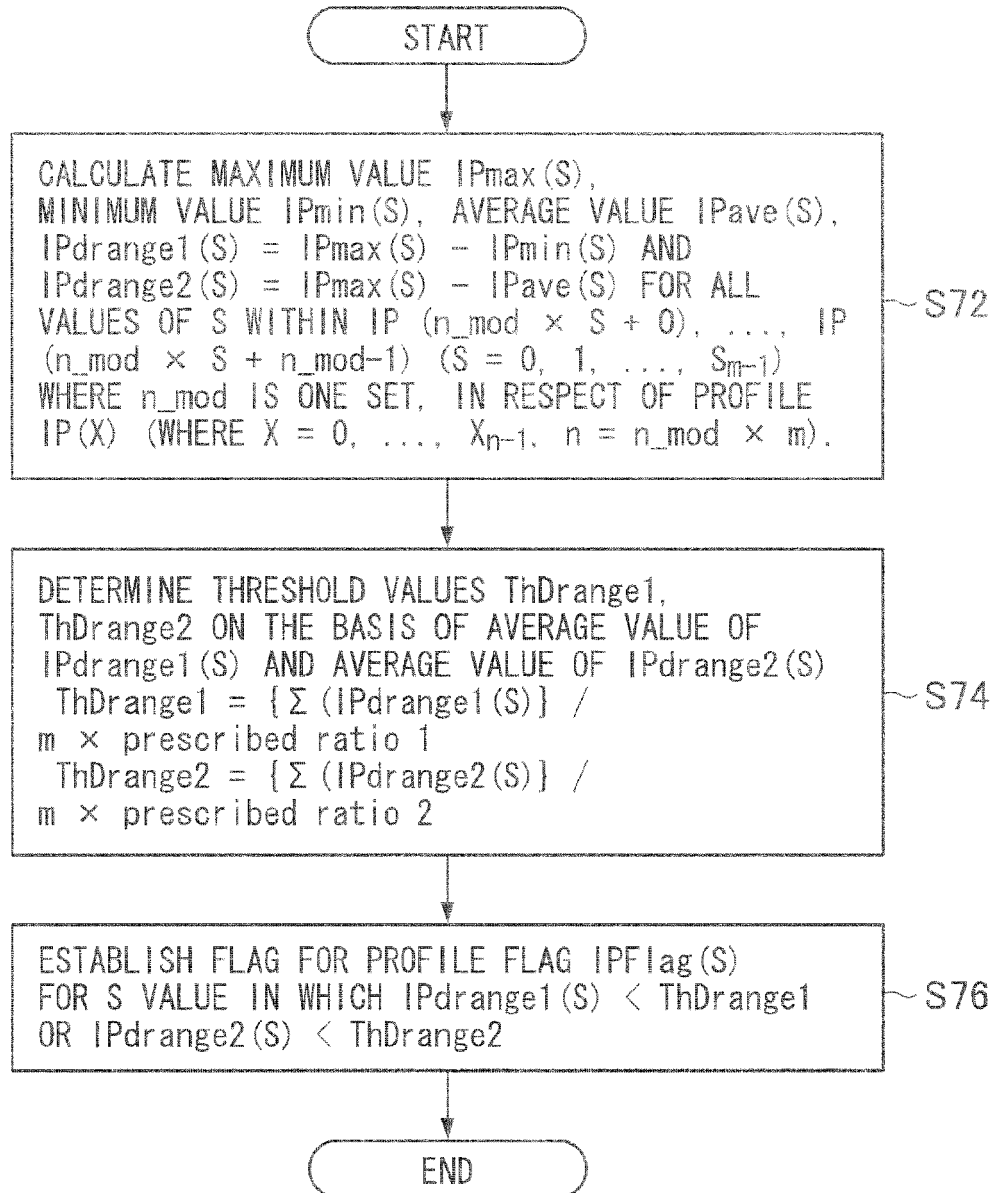 START
CALCULATE MAXIMUM VALUE IPmax(S),
MINIMUM VALUE IPmin(S), AVERAGE VALUE IPave(S),
IPdrange1(S) = IPmax(S) - IPmin(S) AND
IPdrange2(S) = IPmax(S) - IPave(S) FOR ALL
VALUES OF S WITHIN IP (n_mod × S + 0), ..., IP
(n_mod × S + n_mod-1) (S = 0, 1, ..., Sm-1)
WHERE n_mod IS ONE SET, IN RESPECT OF PROFILE
IP(X) (WHERE X = 0, ..., Xn-1, n = n_mod × m).
S72
DETERMINE THRESHOLD VALUES ThDrange1,
ThDrange2 ON THE BASIS OF AVERAGE VALUE OF
IPdrange1(S) AND AVERAGE VALUE OF IPdrange2(S)
ThDrange1 = {Σ(IPdrange1(S)} /
m × prescribed ratio 1
ThDrange2 = {Σ(IPdrange2(S)} /
m × prescribed ratio 2
S74
ESTABLISH FLAG FOR PROFILE FLAG IPFlag(S)
FOR S VALUE IN WHICH IPdrange1(S) < ThDrange1
OR IPdrange2(S) < ThDrange2
S76
END